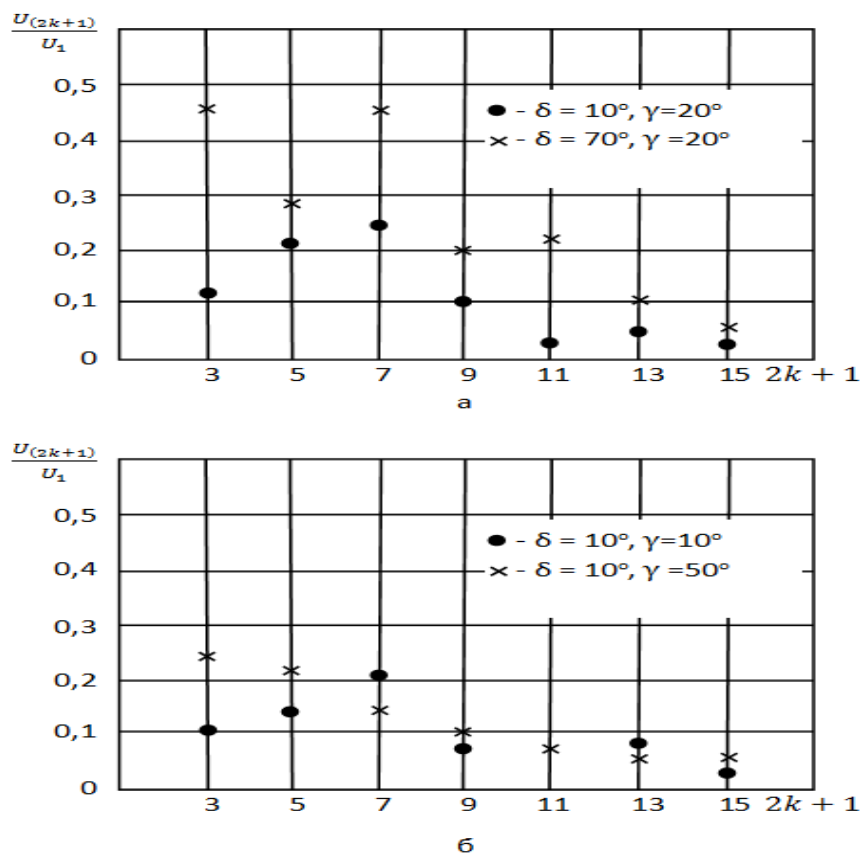 U(2k+1)
U1
0,5
● - δ = 10°, γ=20°
0,4
× - δ = 70°, γ =20°
0,3
0,2
0,1
0
3 5 7 9 11 13 15 2k + 1
а
U(2k+1)
U1
0,5
● - δ = 10°, γ=10°
0,4
× - δ = 10°, γ =50°
0,3
0,2
0,1
0
3 5 7 9 11 13 15 2k + 1
б